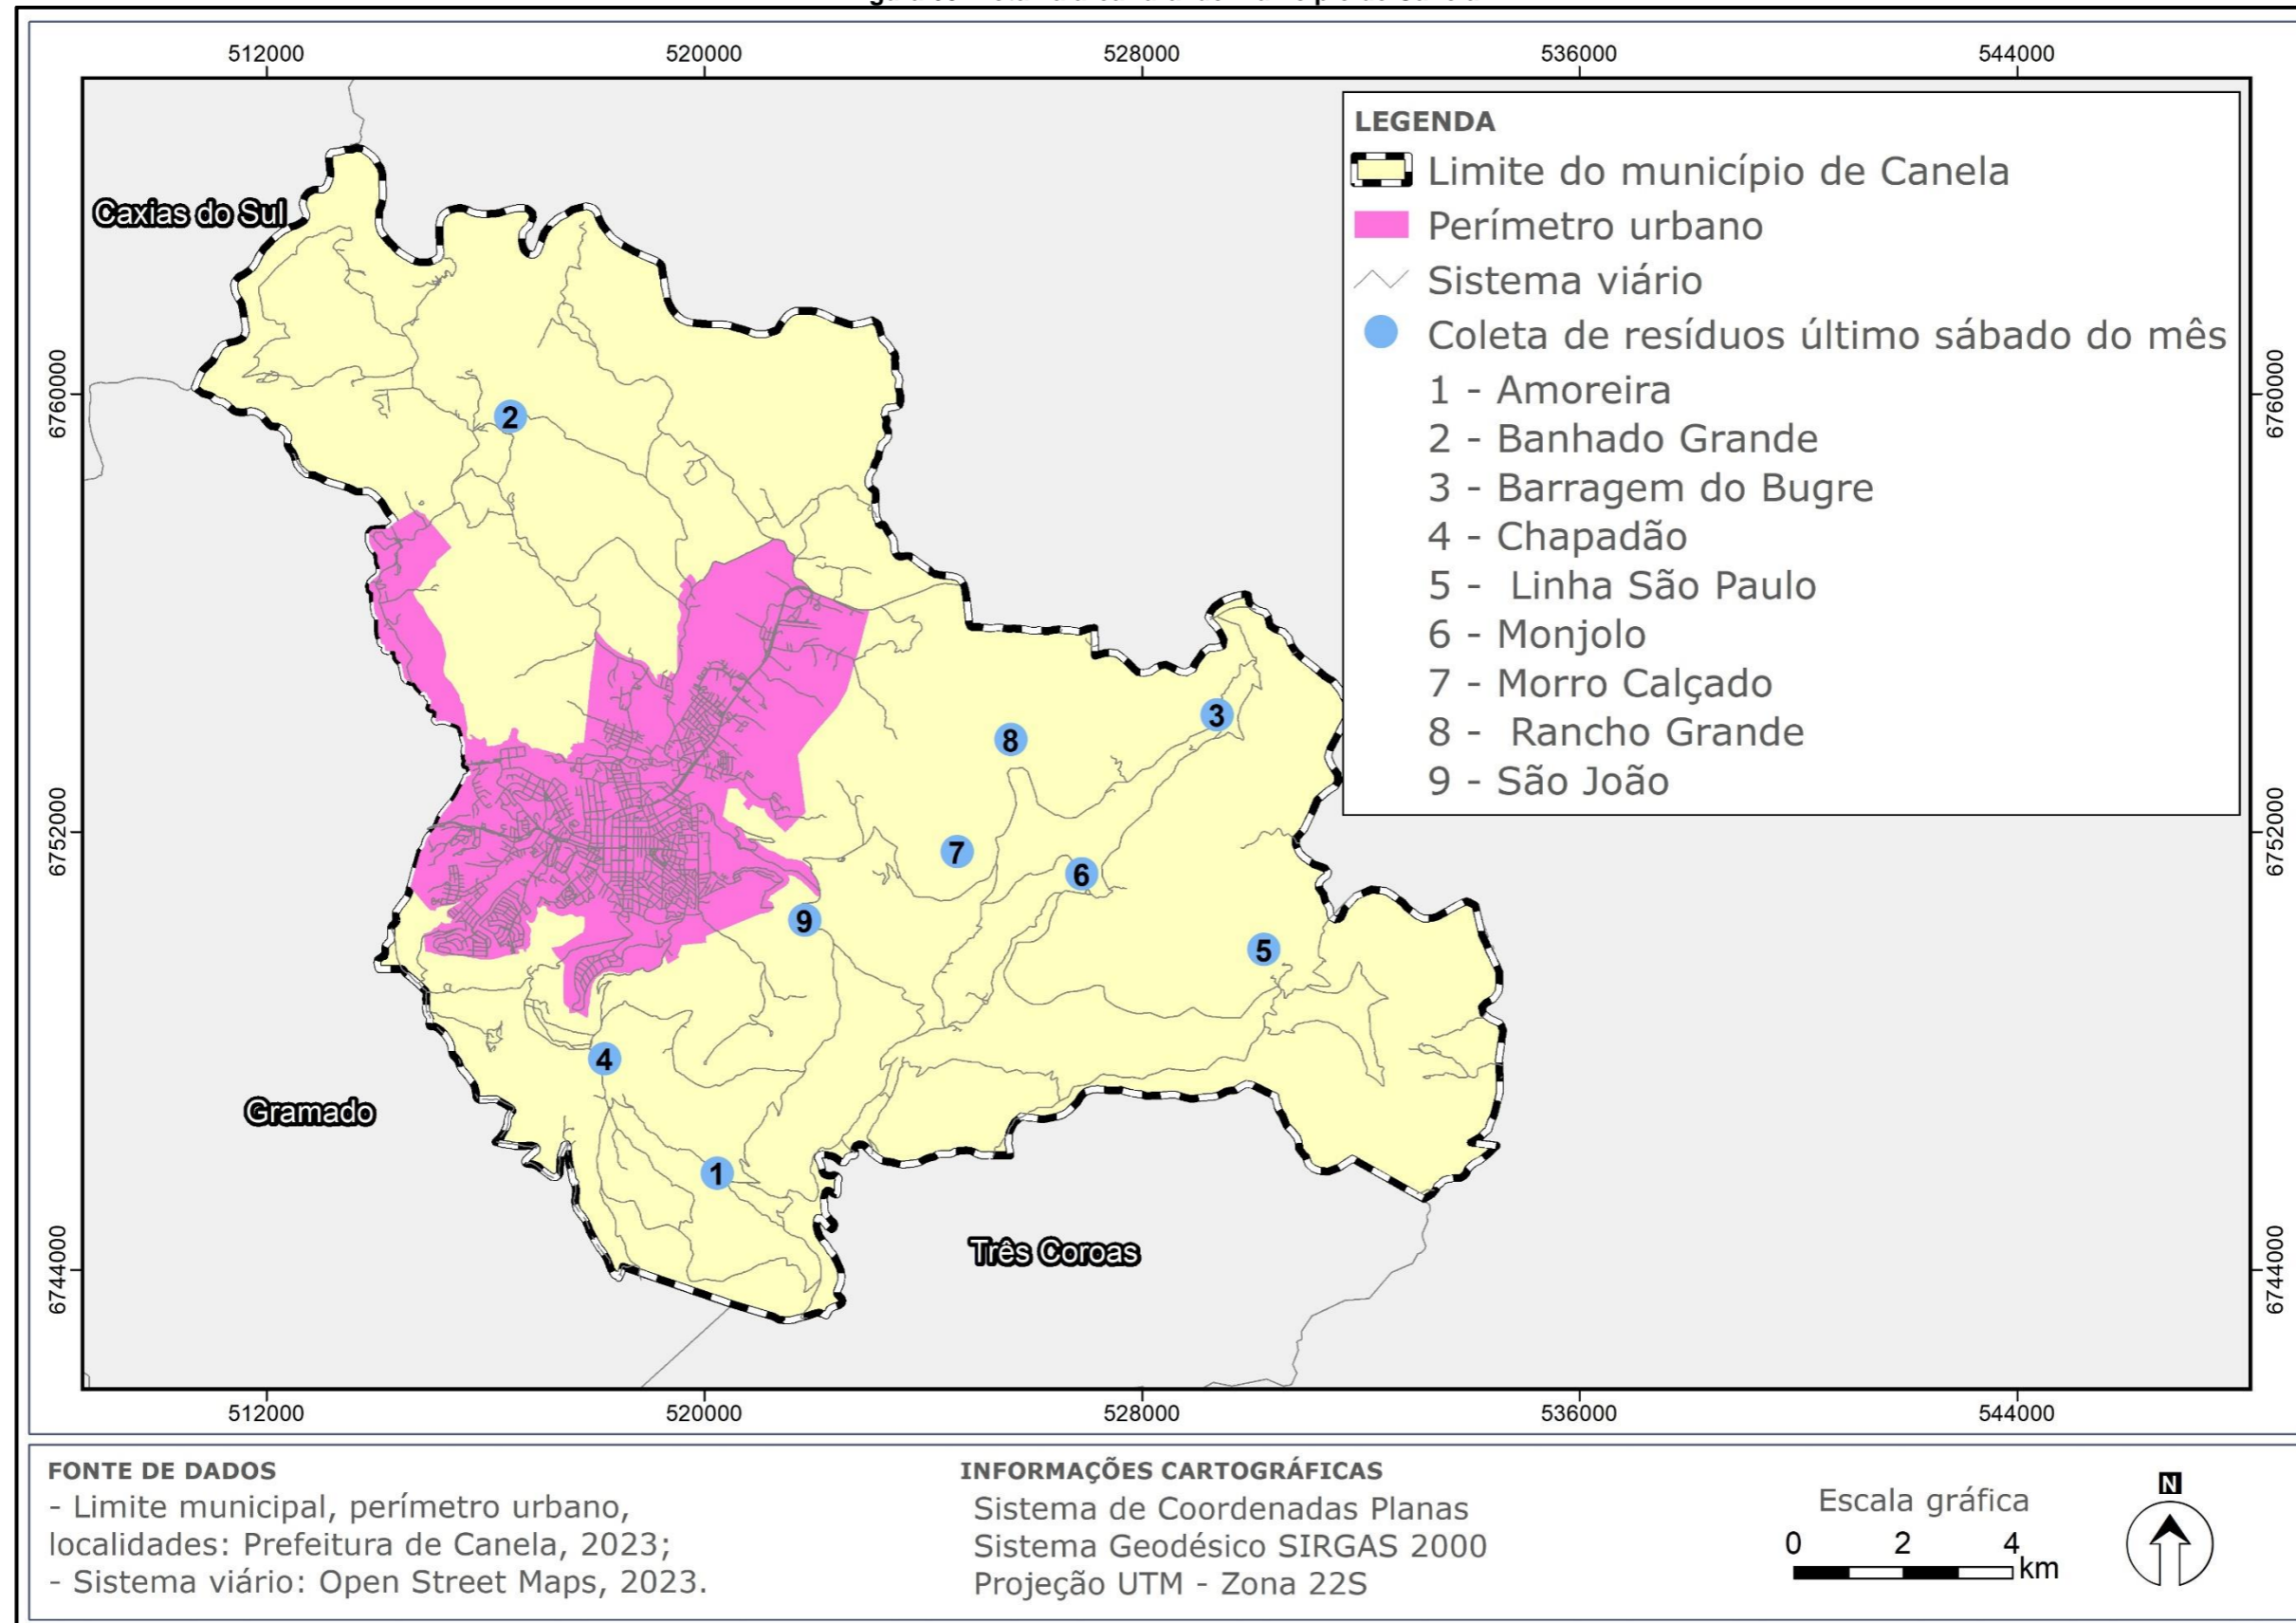 512000 520000 528000 536000 544000
LEGENDA
Limite do município de Canela
Perímetro urbano
Sistema viário
Coleta de resíduos último sábado do mês
1 - Amoreira
2 - Banhado Grande
3 - Barragem do Bugre
4 - Chapadão
5 - Linha São Paulo
6 - Monjolo
7 - Morro Calçado
8 - Rancho Grande
9 - São João
Caxias do Sul
6760000 6760000
2
3
8
6752000 6752000
7
6
9
5
4
Gramado
1
Três Coroas
6744000 6744000
512000 520000 528000 536000 544000
FONTE DE DADOS
- Limite municipal, perímetro urbano,
localidades: Prefeitura de Canela, 2023;
- Sistema viário: Open Street Maps, 2023.
INFORMAÇÕES CARTOGRÁFICAS
Sistema de Coordenadas Planas
Sistema Geodésico SIRGAS 2000
Projeção UTM - Zona 22S
Escala gráfica
0 2 4
km
N